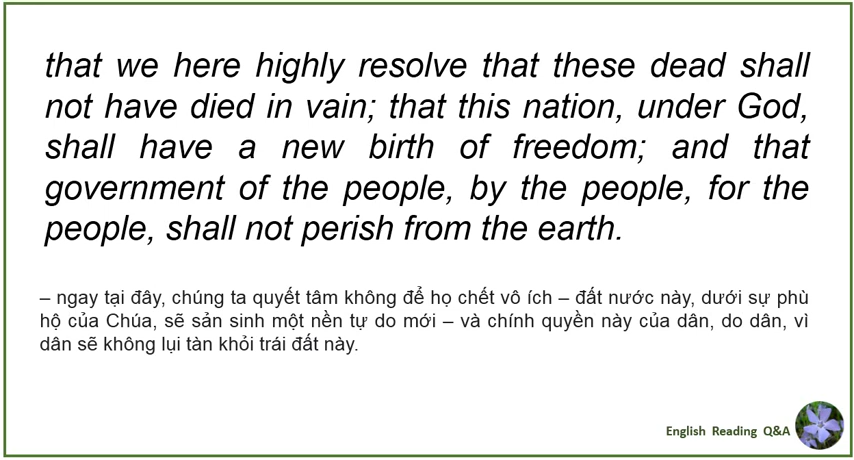 that we here highly resolve that these dead shall
not have died in vain; that this nation, under God,
shall have a new birth of freedom; and that
government of the people, by the people, for the
people, shall not perish from the earth.
– ngay tại đây, chúng ta quyết tâm không để họ chết vô ích – đất nước này, dưới sự phù
hộ của Chúa, sẽ sản sinh một nền tự do mới – và chính quyền này của dân, do dân, vì
dân sẽ không lụi tàn khỏi trái đất này.
English Reading Q&A